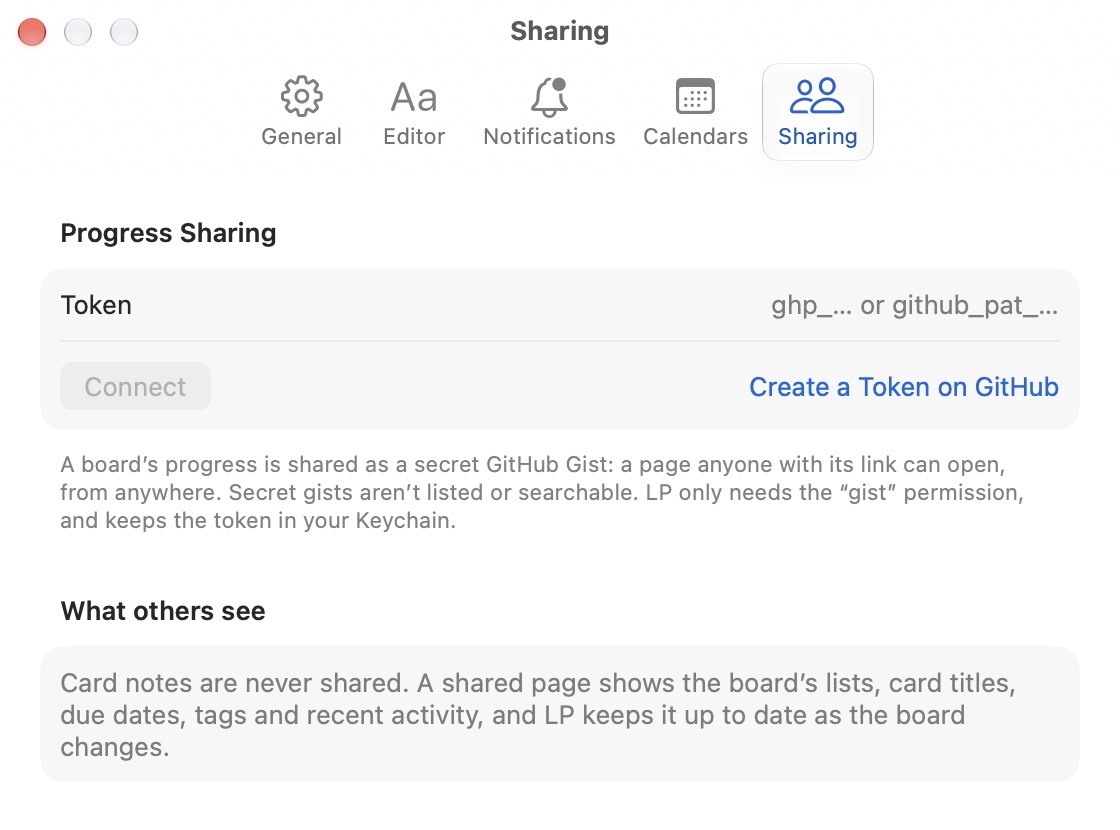 Sharing
General
Editor
Notifications
Calendars
Sharing
Progress Sharing
Token
ghp_... or github_pat_...
Connect
Create a Token on GitHub
A board’s progress is shared as a secret GitHub Gist: a page anyone with its link can open,
from anywhere. Secret gists aren’t listed or searchable. LP only needs the “gist” permission,
and keeps the token in your Keychain.
What others see
Card notes are never shared. A shared page shows the board’s lists, card titles,
due dates, tags and recent activity, and LP keeps it up to date as the board
changes.